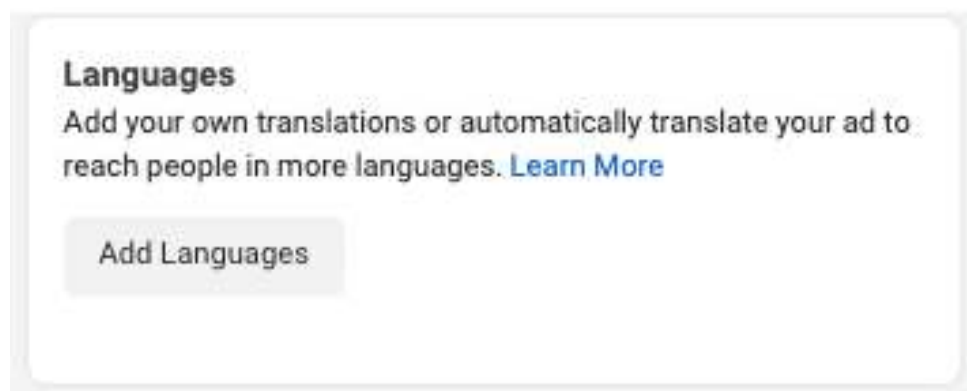 Languages
Add your own translations or automatically translate your ad to
reach people in more languages. Learn More
Add Languages